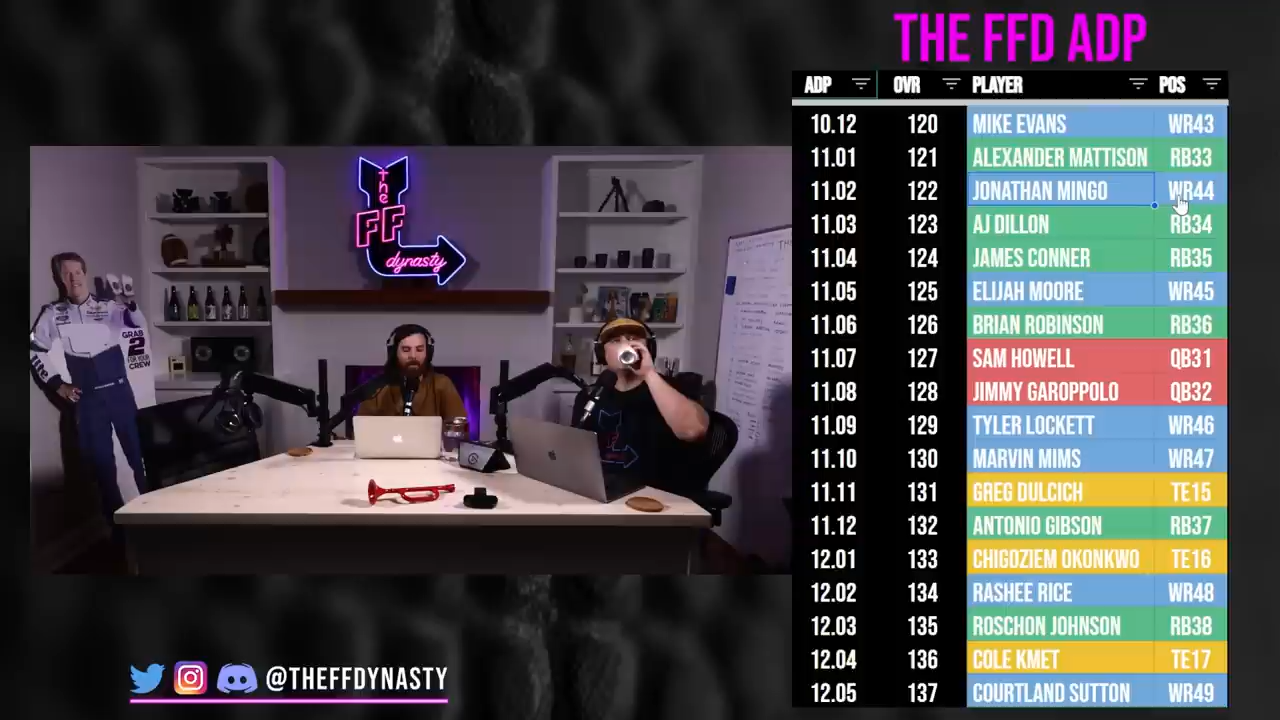 THE FFD ADP
ADP OVR PLAYER POS
10.12 120 MIKE EVANS WR43
11.01 121 ALEXANDER MATTISON RB33
11.02 122 JONATHAN MINGO WR44
11.03 123 AJ DILLON RB34
11.04 124 JAMES CONNER RB35
11.05 125 ELIJAH MOORE WR45
11.06 126 BRIAN ROBINSON RB36
11.07 127 SAM HOWELL QB31
11.08 128 JIMMY GAROPPOLO QB32
11.09 129 TYLER LOCKETT WR46
11.10 130 MARVIN MIMS WR47
11.11 131 GREG DULCICH TE15
11.12 132 ANTONIO GIBSON RB37
12.01 133 CHIGOZIEM OKONKWO TE16
12.02 134 RASHEE RICE WR48
12.03 135 ROSCHON JOHNSON RB38
12.04 136 COLE KMET TE17
12.05 137 COURTLAND SUTTON WR49
The
FF
dynasty
GRAB
2
FOR YOUR
CREW
@THEFFDYNASTY